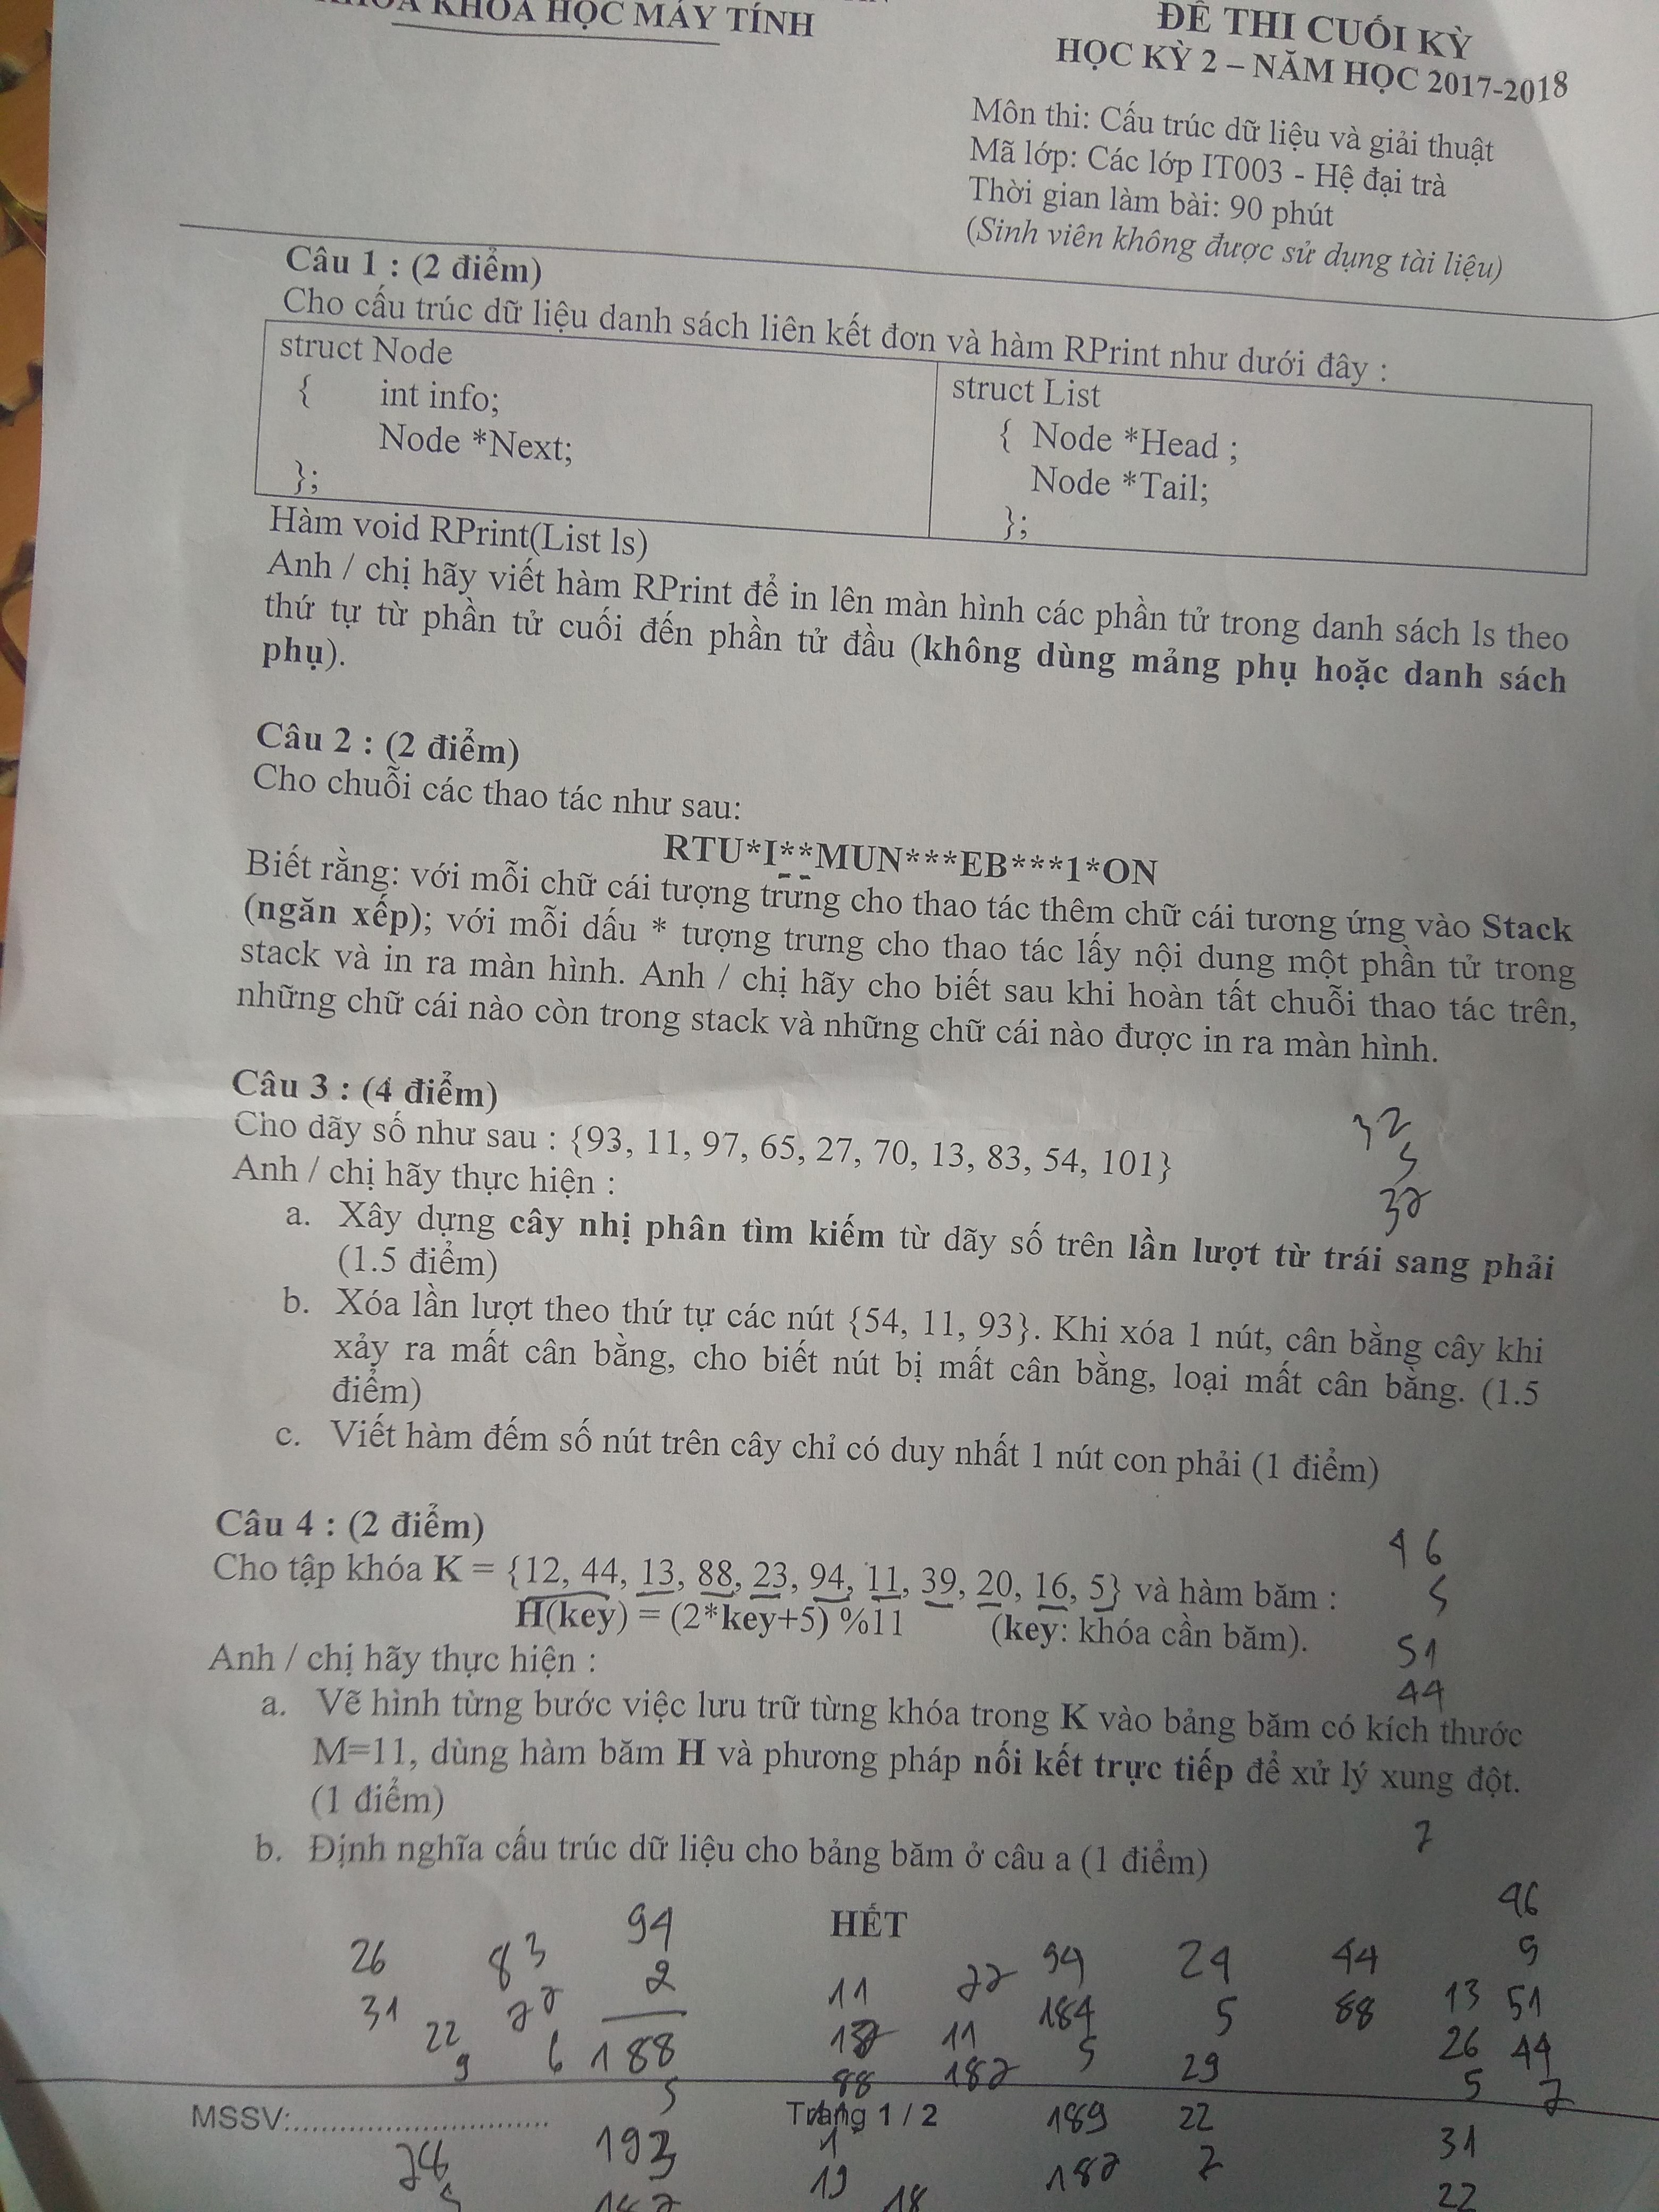 KHOA KHOA HỌC MÁY TÍNH
ĐỀ THI CUỐI KỲ
HỌC KỲ 2 – NĂM HỌC 2017-2018
Môn thi: Cấu trúc dữ liệu và giải thuật
Mã lớp: Các lớp IT003 - Hệ đại trà
Thời gian làm bài: 90 phút
(Sinh viên không được sử dụng tài liệu)
Câu 1 : (2 điểm)
Cho cấu trúc dữ liệu danh sách liên kết đơn và hàm RPrint như dưới đây :
struct Node
{ int info;
Node *Next;
};
struct List
{ Node *Head ;
Node *Tail;
};
Hàm void RPrint(List ls)
Anh / chị hãy viết hàm RPrint để in lên màn hình các phần tử trong danh sách ls theo
thứ tự từ phần tử cuối đến phần tử đầu (không dùng mảng phụ hoặc danh sách
phụ).
Câu 2 : (2 điểm)
Cho chuỗi các thao tác như sau:
RTU*I**MUN***EB***1*ON
Biết rằng: với mỗi chữ cái tượng trưng cho thao tác thêm chữ cái tương ứng vào Stack
(ngăn xếp); với mỗi dấu * tượng trưng cho thao tác lấy nội dung một phần tử trong
stack và in ra màn hình. Anh / chị hãy cho biết sau khi hoàn tất chuỗi thao tác trên,
những chữ cái nào còn trong stack và những chữ cái nào được in ra màn hình.
Câu 3 : (4 điểm)
Cho dãy số như sau : {93, 11, 97, 65, 27, 70, 13, 83, 54, 101}
Anh / chị hãy thực hiện :
a. Xây dựng cây nhị phân tìm kiếm từ dãy số trên lần lượt từ trái sang phải
(1.5 điểm)
b. Xóa lần lượt theo thứ tự các nút {54, 11, 93}. Khi xóa 1 nút, cân bằng cây khi
xảy ra mất cân bằng, cho biết nút bị mất cân bằng, loại mất cân bằng. (1.5
điểm)
c. Viết hàm đếm số nút trên cây chỉ có duy nhất 1 nút con phải (1 điểm)
32
5
37
Câu 4 : (2 điểm)
Cho tập khóa K = {12, 44, 13, 88, 23, 94, 11, 39, 20, 16, 5} và hàm băm :
H(key) = (2*key+5) %11 (key: khóa cần băm).
Anh / chị hãy thực hiện :
a. Vẽ hình từng bước việc lưu trữ từng khóa trong K vào bảng băm có kích thước
M=11, dùng hàm băm H và phương pháp nối kết trực tiếp để xử lý xung đột.
(1 điểm)
b. Định nghĩa cấu trúc dữ liệu cho bảng băm ở câu a (1 điểm)
46
5
51
44
7
HẾT
26
31
22
9
83
77
6
94
2
188
5
193
11
88
77
11
187
94
184
5
189
187
24
5
29
22
7
44
88
13
26
5
31
22
46
51
44
7
MSSV:
Trang 1 / 2